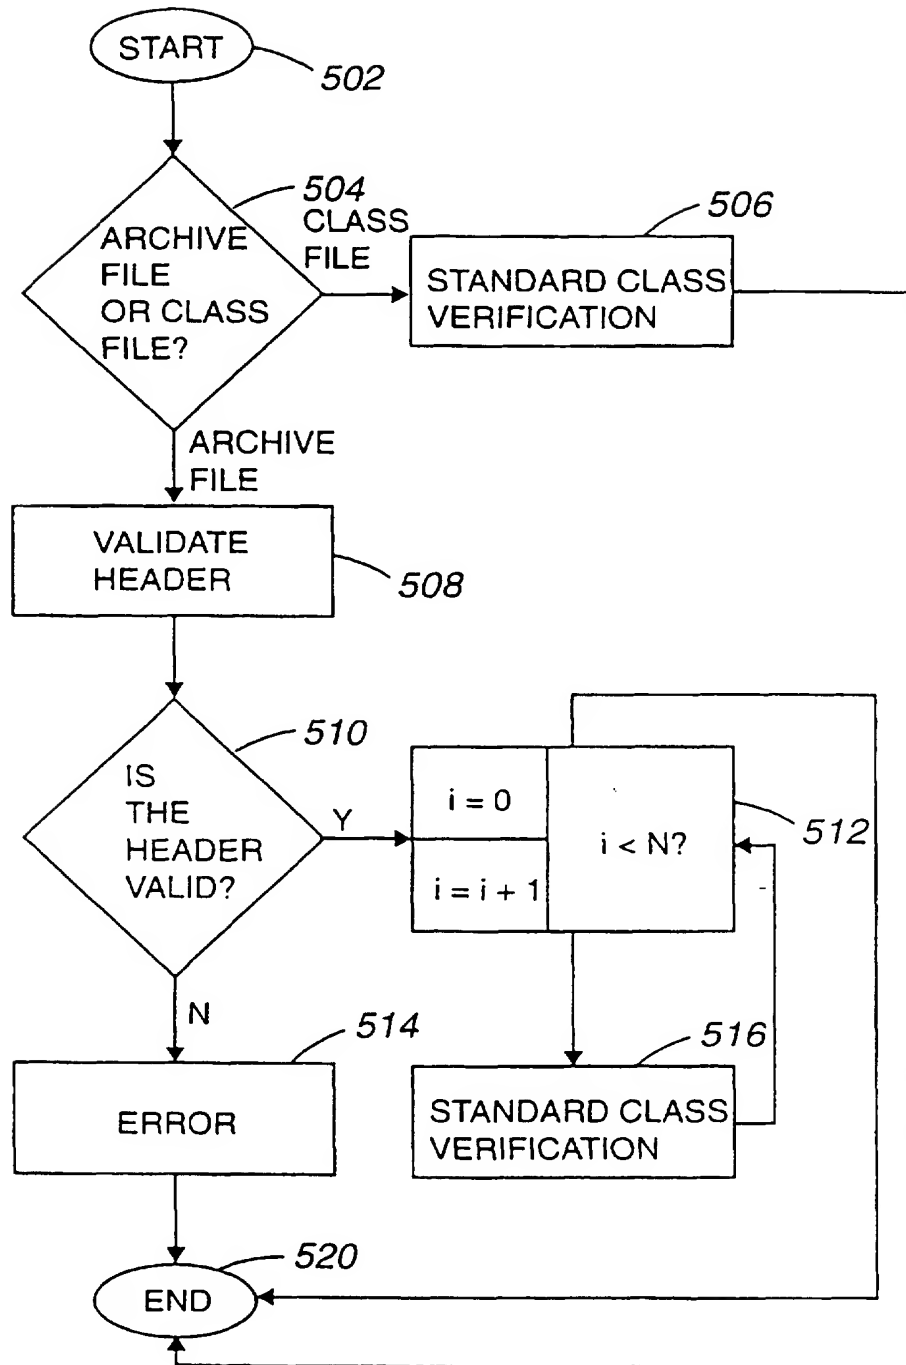 START
502
504
CLASS
FILE
ARCHIVE
FILE
OR CLASS
FILE?
506
STANDARD CLASS
VERIFICATION
ARCHIVE
FILE
VALIDATE
HEADER
508
510
IS
THE
HEADER
VALID?
Y
i = 0
i = i + 1
i < N?
512
N
514
ERROR
516
STANDARD CLASS
VERIFICATION
520
END